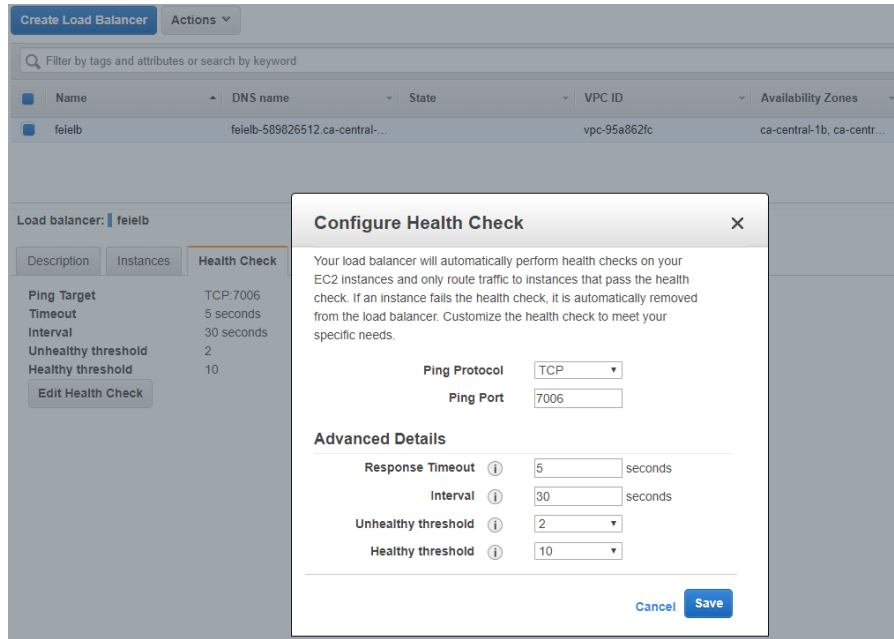 Create Load Balancer Actions
Filter by tags and attributes or search by keyword
Name DNS name State VPC ID Availability Zones
feielb feielb-589826512.ca-central-... vpc-95a862fc ca-central-1b, ca-centr...
Load balancer: feielb
Description Instances Health Check
Ping Target TCP:7006
Timeout 5 seconds
Interval 30 seconds
Unhealthy threshold 2
Healthy threshold 10
Edit Health Check
Configure Health Check
Your load balancer will automatically perform health checks on your
EC2 instances and only route traffic to instances that pass the health
check. If an instance fails the health check, it is automatically removed
from the load balancer. Customize the health check to meet your
specific needs.
Ping Protocol TCP
Ping Port 7006
Advanced Details
Response Timeout 5 seconds
Interval 30 seconds
Unhealthy threshold 2
Healthy threshold 10
Cancel Save